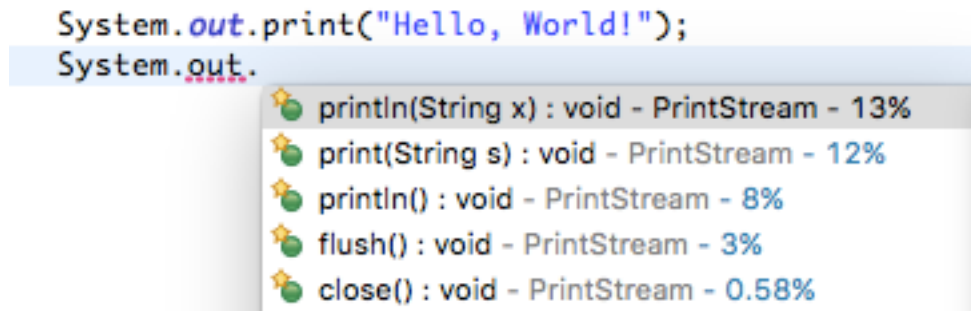 System.out.print("Hello, World!");
System.out.
println(String x) : void - PrintStream - 13%
print(String s) : void - PrintStream - 12%
println() : void - PrintStream - 8%
flush() : void - PrintStream - 3%
close() : void - PrintStream - 0.58%